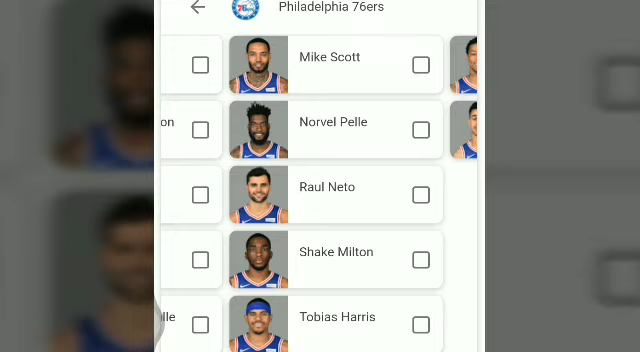 Philadelphia 76ers
Mike Scott
on
Norvel Pelle
Raul Neto
Shake Milton
lle
Tobias Harris